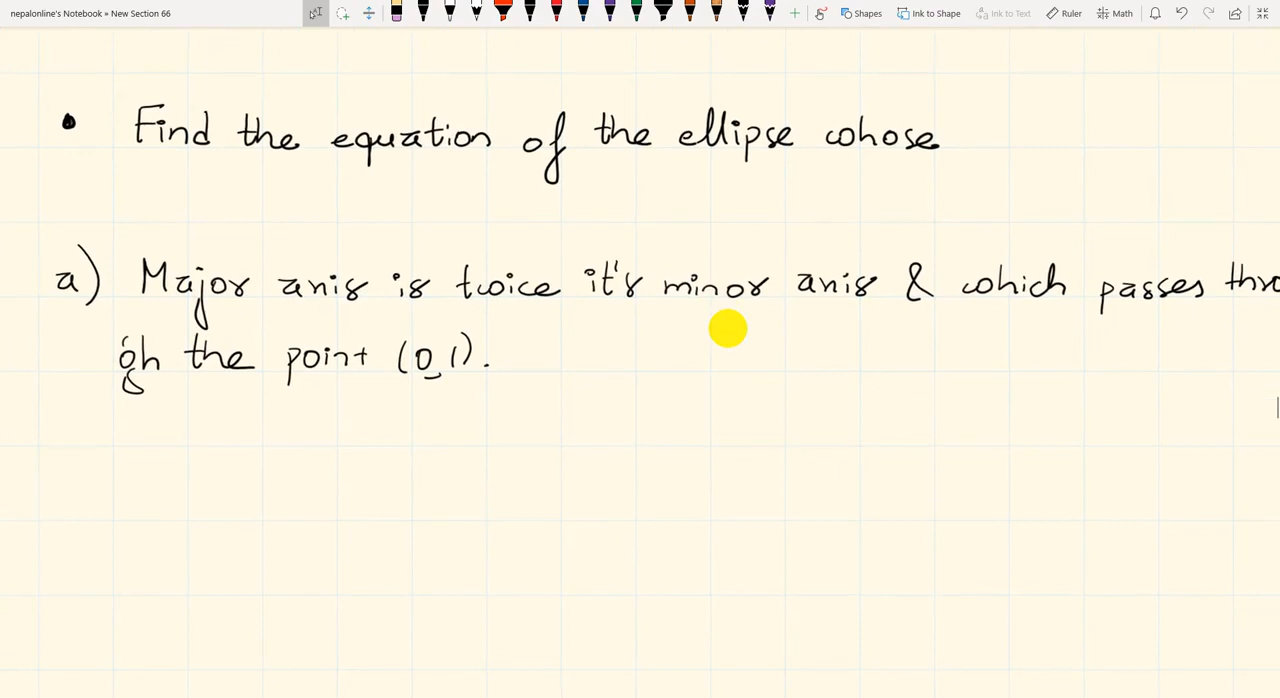 nepalonline's Notebook » New Section 66
Shapes Ink to Shape Ink to Text Ruler Math
• Find the equation of the ellipse whose
a) Major axis is twice it's minor axis & which passes thro
ugh the point (0,1).